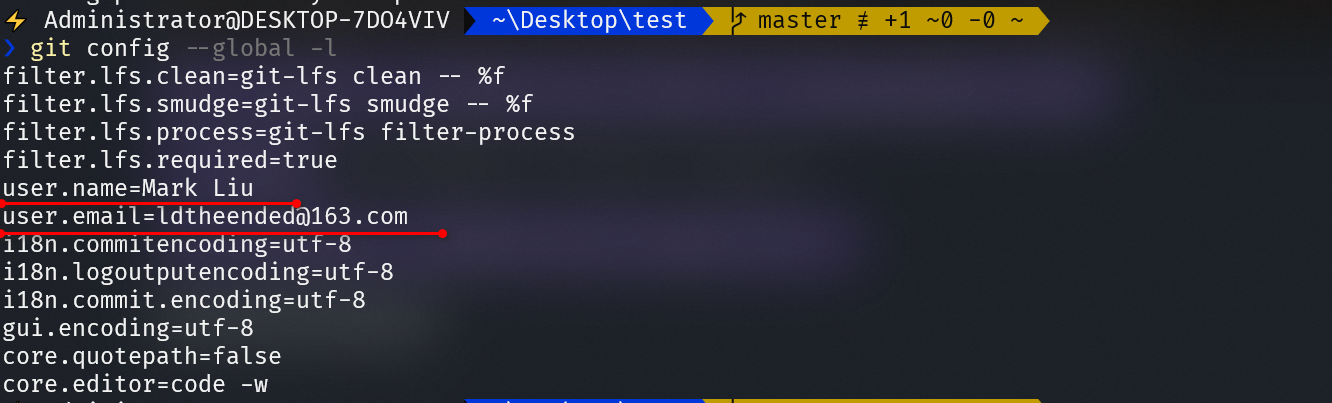 ⚡ Administrator@DESKTOP-7DO4VIV ~\Desktop\test master ≢ +1 ~0 -0 ~
❯ git config --global -l
filter.lfs.clean=git-lfs clean -- %f
filter.lfs.smudge=git-lfs smudge -- %f
filter.lfs.process=git-lfs filter-process
filter.lfs.required=true
user.name=Mark Liu
user.email=ldtheended@163.com
i18n.commitencoding=utf-8
i18n.logoutputencoding=utf-8
i18n.commit.encoding=utf-8
gui.encoding=utf-8
core.quotepath=false
core.editor=code -w